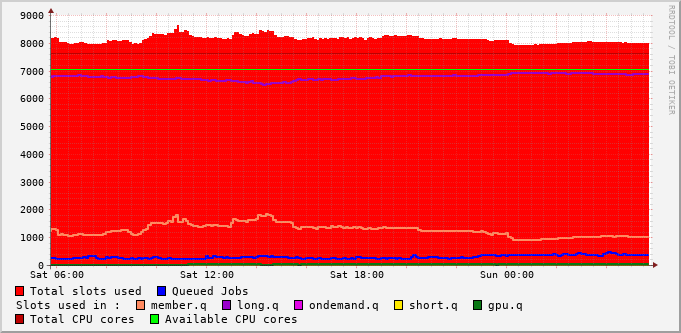 9000
8000
7000
6000
5000
4000
3000
2000
1000
0
Sat 06:00 Sat 12:00 Sat 18:00 Sun 00:00
Total slots used Queued Jobs
Slots used in : member.q long.q ondemand.q short.q gpu.q
Total CPU cores Available CPU cores
RRDTOOL / TOBI OETIKER